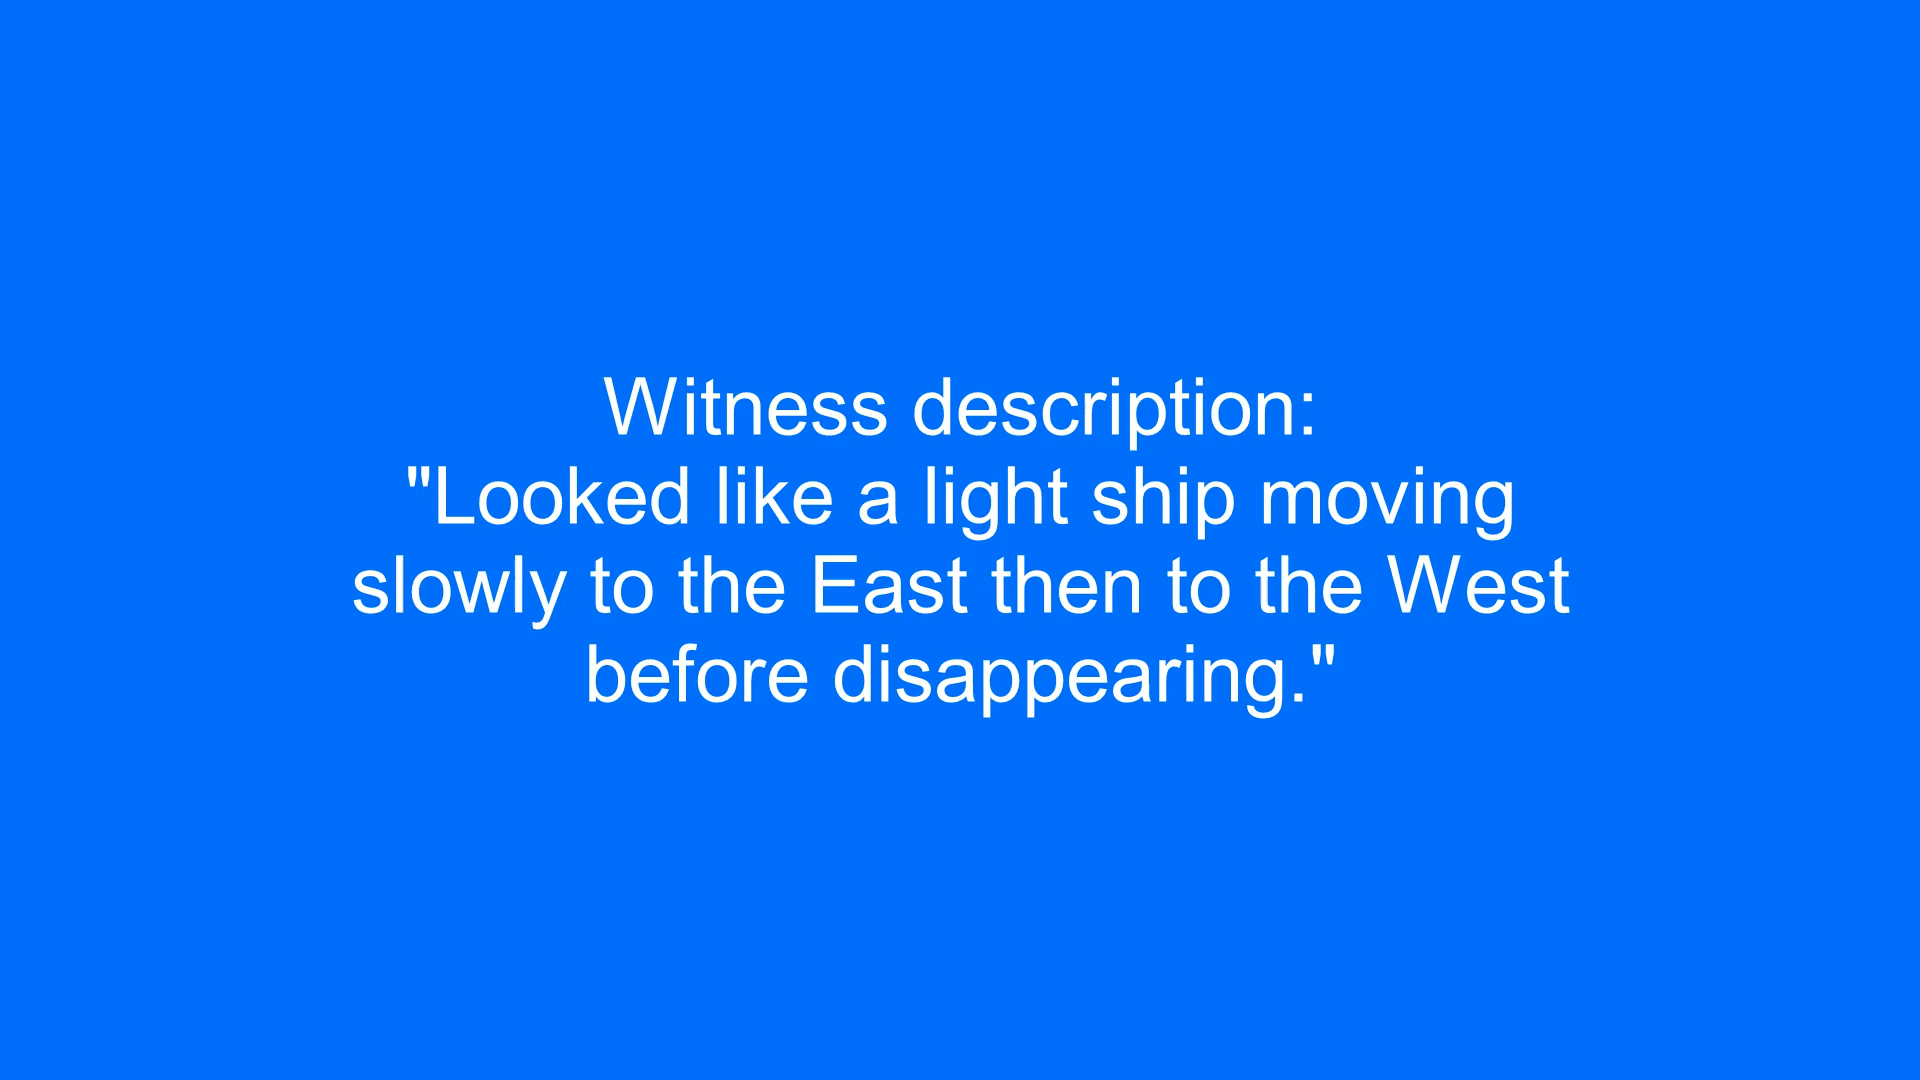 Witness description:
"Looked like a light ship moving
slowly to the East then to the West
before disappearing."